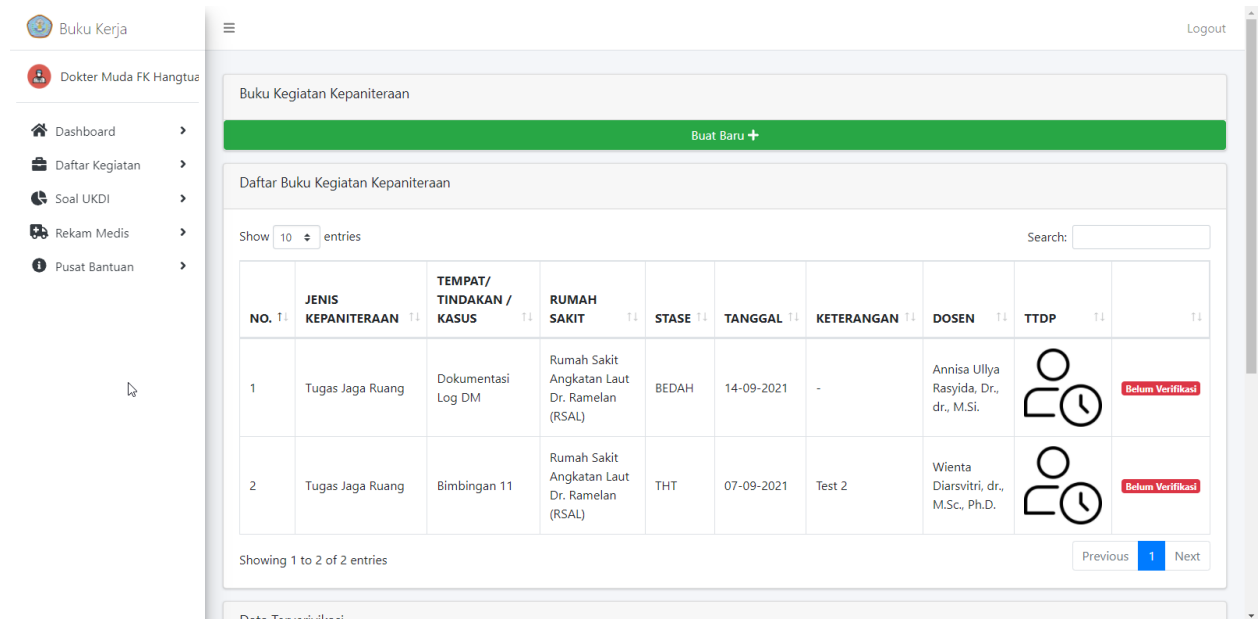 Buku Kerja
Logout
Dokter Muda FK Hangtua
Dashboard
Daftar Kegiatan
Soal UKDI
Rekam Medis
Pusat Bantuan
Buku Kegiatan Kepaniteraan
Buat Baru
Daftar Buku Kegiatan Kepaniteraan
Show 10 entries
Search:
NO.
JENIS
KEPANITERAAN
TEMPAT/
TINDAKAN /
KASUS
RUMAH
SAKIT
STASE
TANGGAL
KETERANGAN
DOSEN
TTDP
1
Tugas Jaga Ruang
Dokumentasi
Log DM
Rumah Sakit
Angkatan Laut
Dr. Ramelan
(RSAL)
BEDAH
14-09-2021
-
Annisa Ullya
Rasyida, Dr.,
dr., M.Si.
Belum Verifikasi
2
Tugas Jaga Ruang
Bimbingan 11
Rumah Sakit
Angkatan Laut
Dr. Ramelan
(RSAL)
THT
07-09-2021
Test 2
Wienta
Diarsvitri, dr.,
M.Sc., Ph.D.
Belum Verifikasi
Showing 1 to 2 of 2 entries
Previous 1 Next